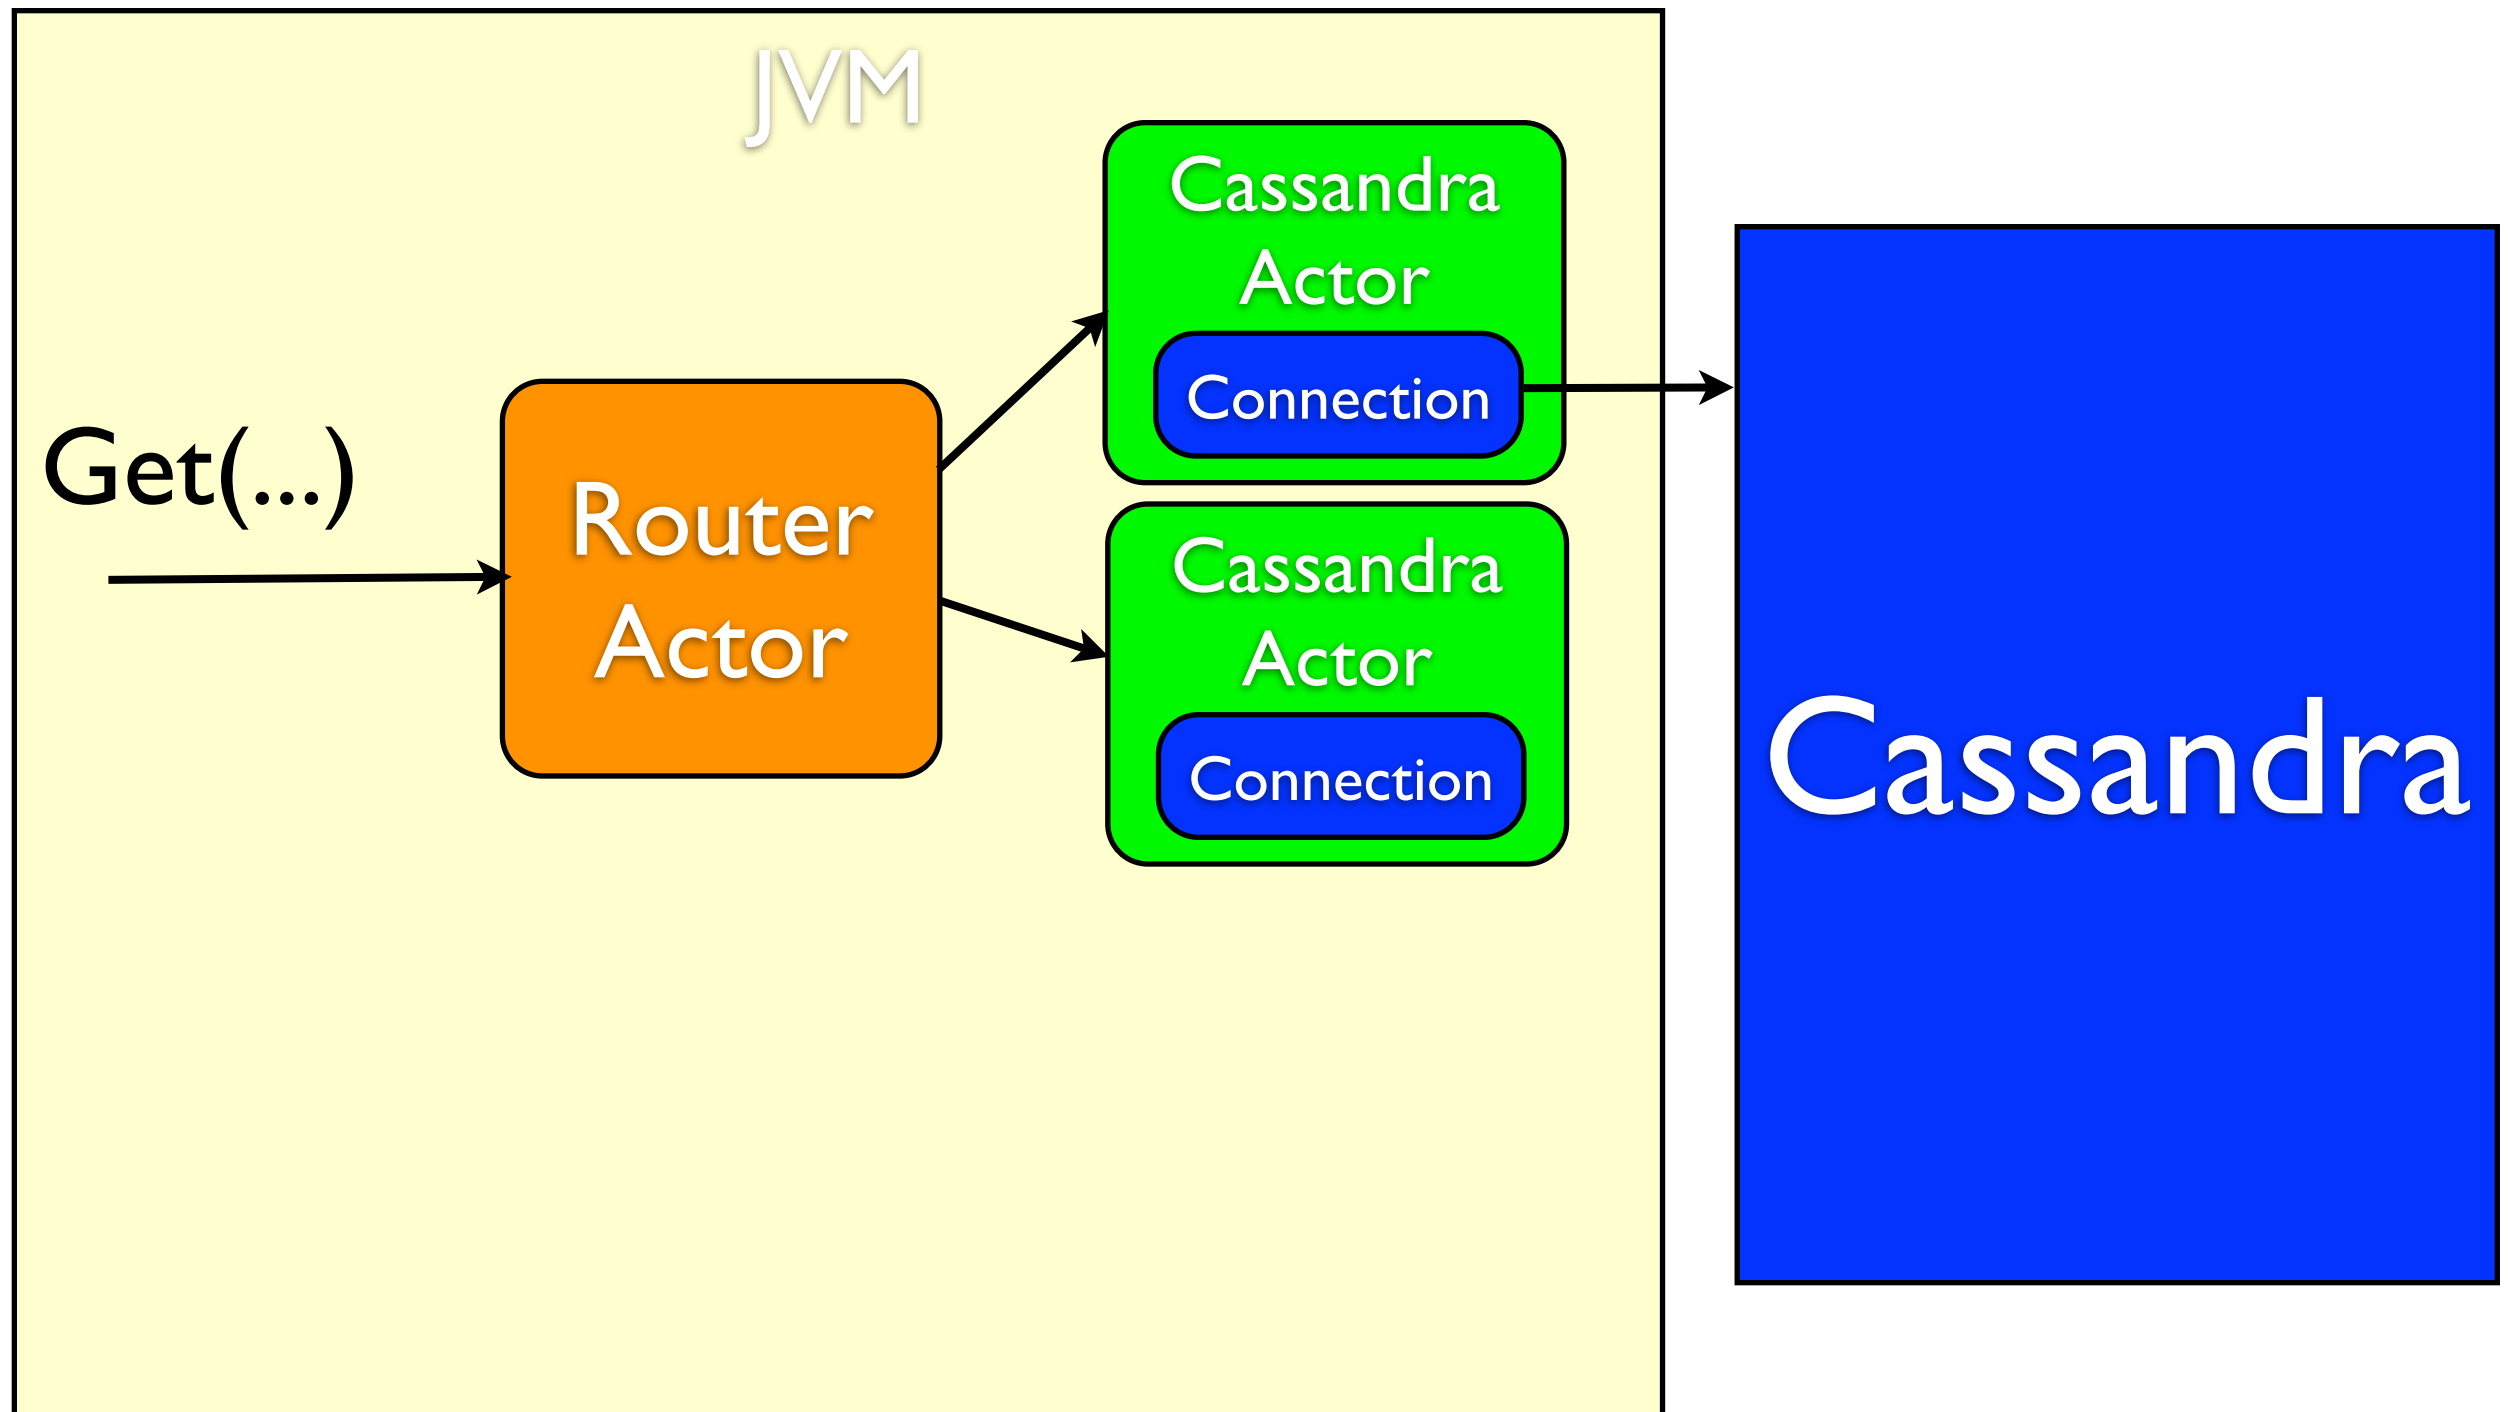 JVM
Get(...)
Router
Actor
Cassandra
Actor
Connection
Cassandra
Actor
Connection
Cassandra